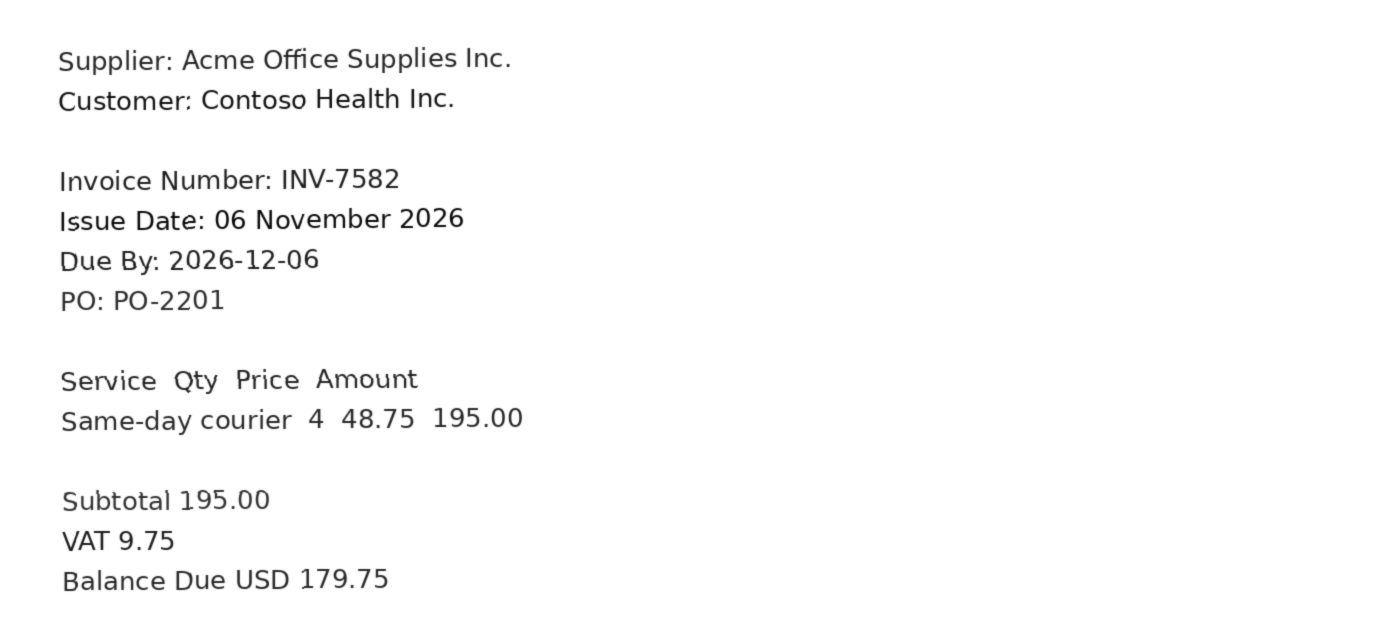 Supplier: Acme Office Supplies Inc.
Customer: Contoso Health Inc.
Invoice Number: INV-7582
Issue Date: 06 November 2026
Due By: 2026-12-06
PO: PO-2201
Service Qty Price Amount
Same-day courier 4 48.75 195.00
Subtotal 195.00
VAT 9.75
Balance Due USD 179.75